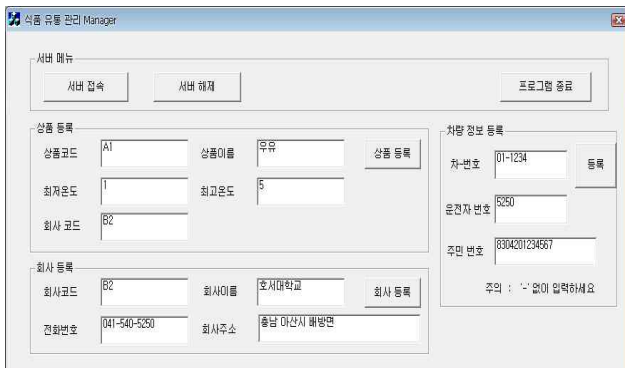 식품 유통 관리 Manager
서버 메뉴
서버 접속
서버 해제
프로그램 종료
상품 등록
상품코드
A1
상품이름
우유
상품 등록
최저온도
1
최고온도
5
회사 코드
B2
차량 정보 등록
차-번호
01-1234
등록
운전자 번호
5250
주민 번호
8304201234567
주의 : '-' 없이 입력하세요
회사 등록
회사코드
B2
회사이름
호서대학교
회사 등록
전화번호
041-540-5250
회사주소
충남 아산시 배방면